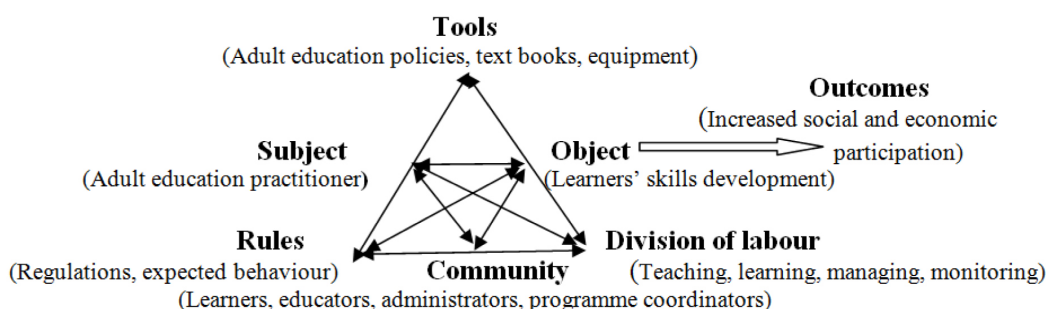 Tools
(Adult education policies, text books, equipment)
Outcomes
(Increased social and economic
participation)
Subject
(Adult education practitioner)
Object
(Learners’ skills development)
Rules
(Regulations, expected behaviour)
Community
(Learners, educators, administrators, programme coordinators)
Division of labour
(Teaching, learning, managing, monitoring)